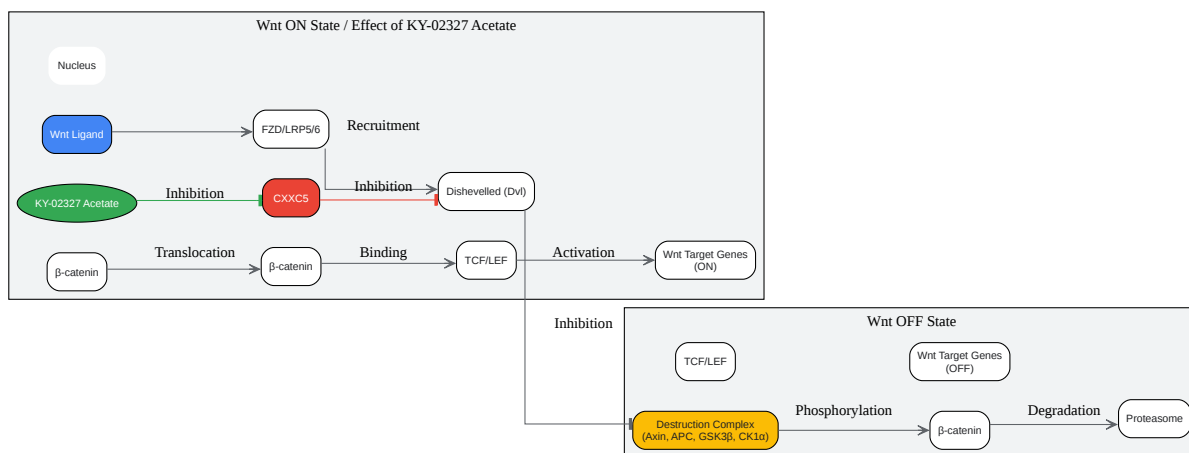 Wnt ON State / Effect of KY-02327 Acetate
Nucleus
Wnt Ligand
FZD/LRP5/6
Recruitment
KY-02327 Acetate
Inhibition
CXXC5
Inhibition
Dishevelled (Dvl)
β-catenin
Translocation
β-catenin
Binding
TCF/LEF
Activation
Wnt Target Genes
(ON)
Inhibition
Wnt OFF State
TCF/LEF
Wnt Target Genes
(OFF)
Destruction Complex
(Axin, APC, GSK3β, CK1α)
Phosphorylation
β-catenin
Degradation
Proteasome